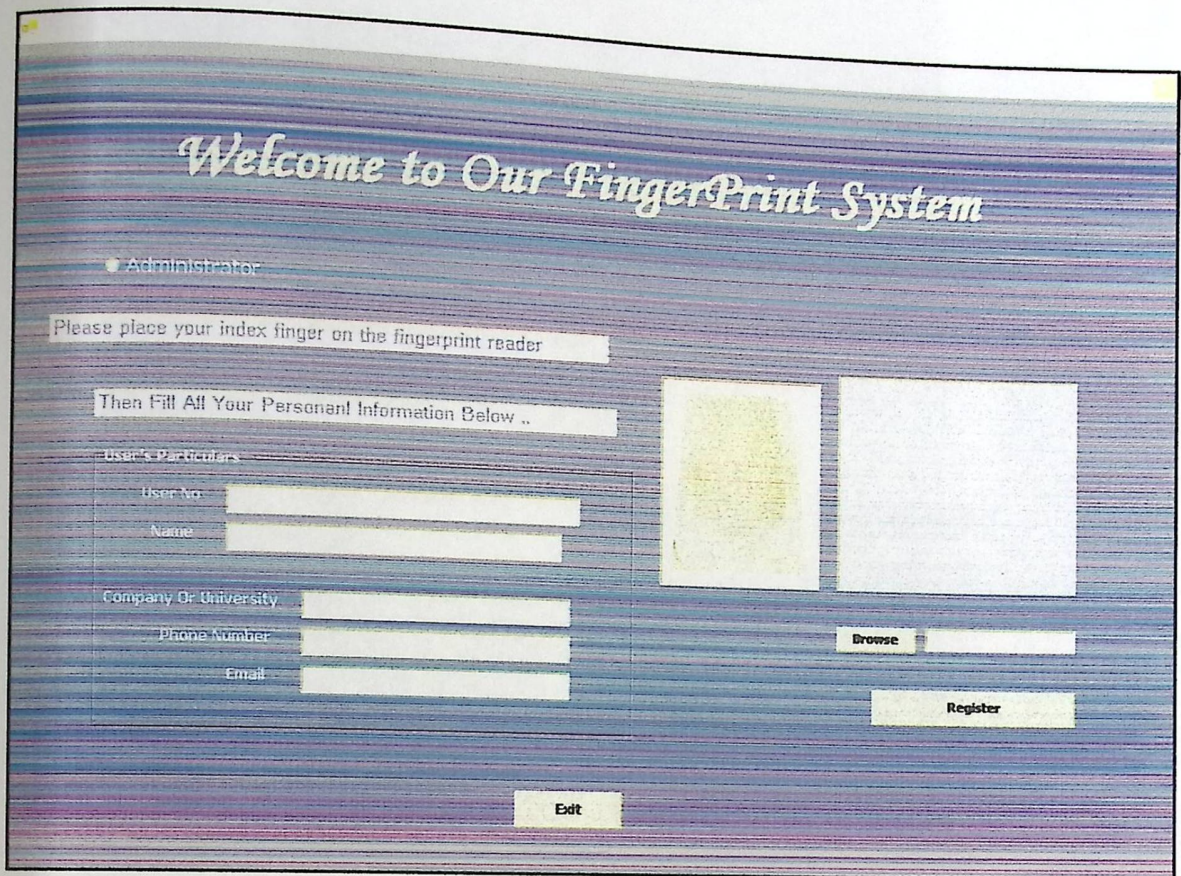 Welcome to Our FingerPrint System
Administrator
Please place your index finger on the fingerprint reader
Then Fill All Your Personanl Information Below ..
User's Particulars
User No
Name
Company Or University
Phone Number
Email
Browse
Register
Exit